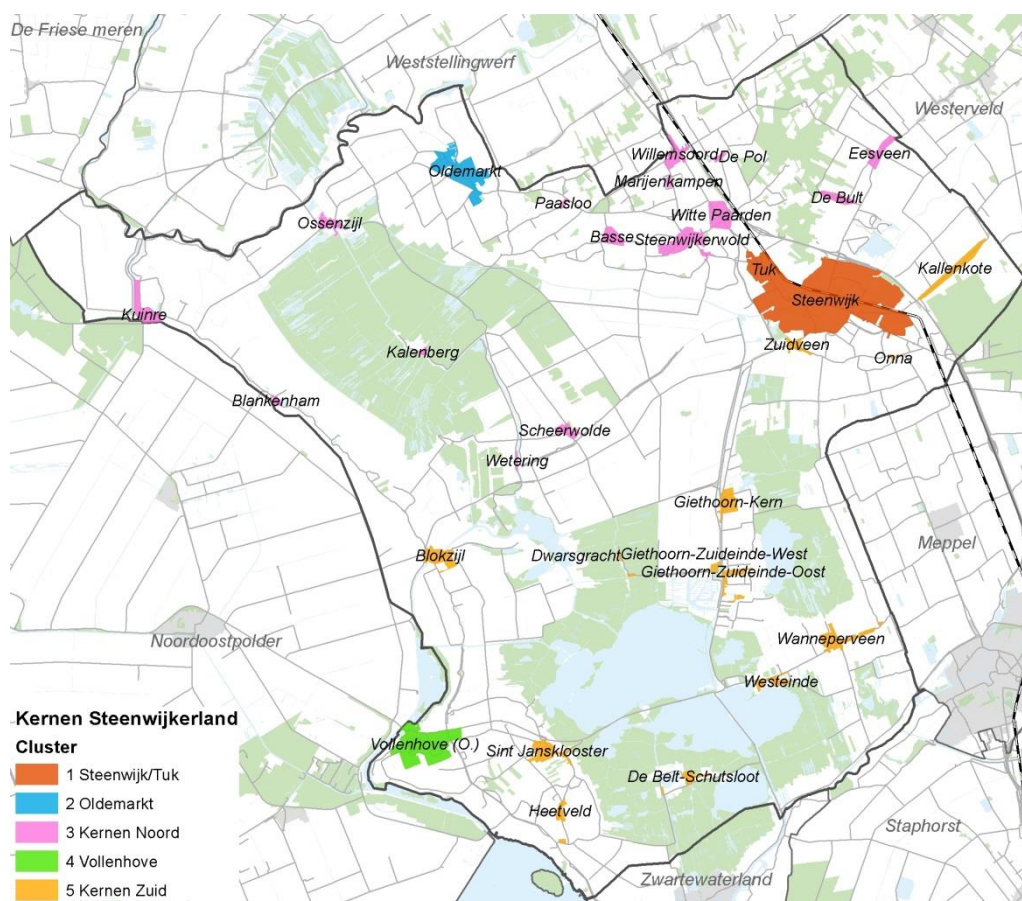 De Friese meren
Weststellingwerf
Westerveld
Willemsoord
De Pol
Eesveen
Oldemarkt
Marijenkampen
De Bult
Paasloo
Witte Paarden
Ossenzijl
Basse
Steenwijkerwold
Tuk
Kallenkote
Steenwijk
Kuinre
Zuidveen
Kalenberg
Onna
Blankenham
Scheerwolde
Wetering
Giethoorn-Kern
Meppel
Blokzijl
Dwarsgracht
Giethoorn-Zuideinde-West
Giethoorn-Zuideinde-Oost
Noordoostpolder
Wanneperveen
Westeinde
Vollenhove (O.)
Sint Jansklooster
De Belt-Schutsloot
Heetveld
Staphorst
Zwartewaterland
Kernen Steenwijkerland
Cluster
1 Steenwijk/Tuk
2 Oldemarkt
3 Kernen Noord
4 Vollenhove
5 Kernen Zuid